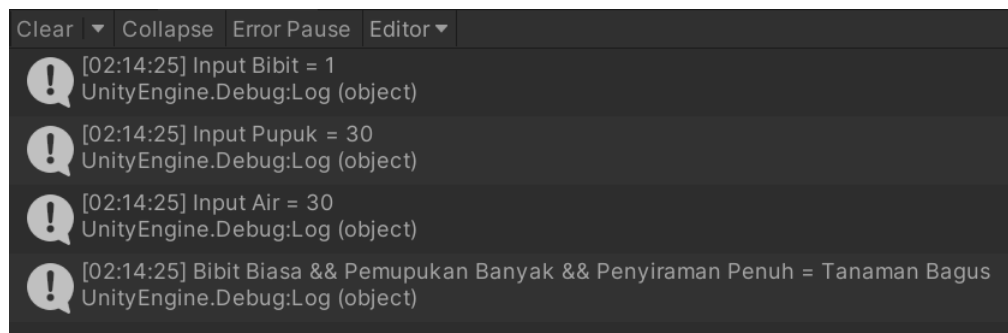 Clear Collapse Error Pause Editor
[02:14:25] Input Bibit = 1
UnityEngine.Debug:Log (object)
[02:14:25] Input Pupuk = 30
UnityEngine.Debug:Log (object)
[02:14:25] Input Air = 30
UnityEngine.Debug:Log (object)
[02:14:25] Bibit Biasa && Pemupukan Banyak && Penyiraman Penuh = Tanaman Bagus
UnityEngine.Debug:Log (object)